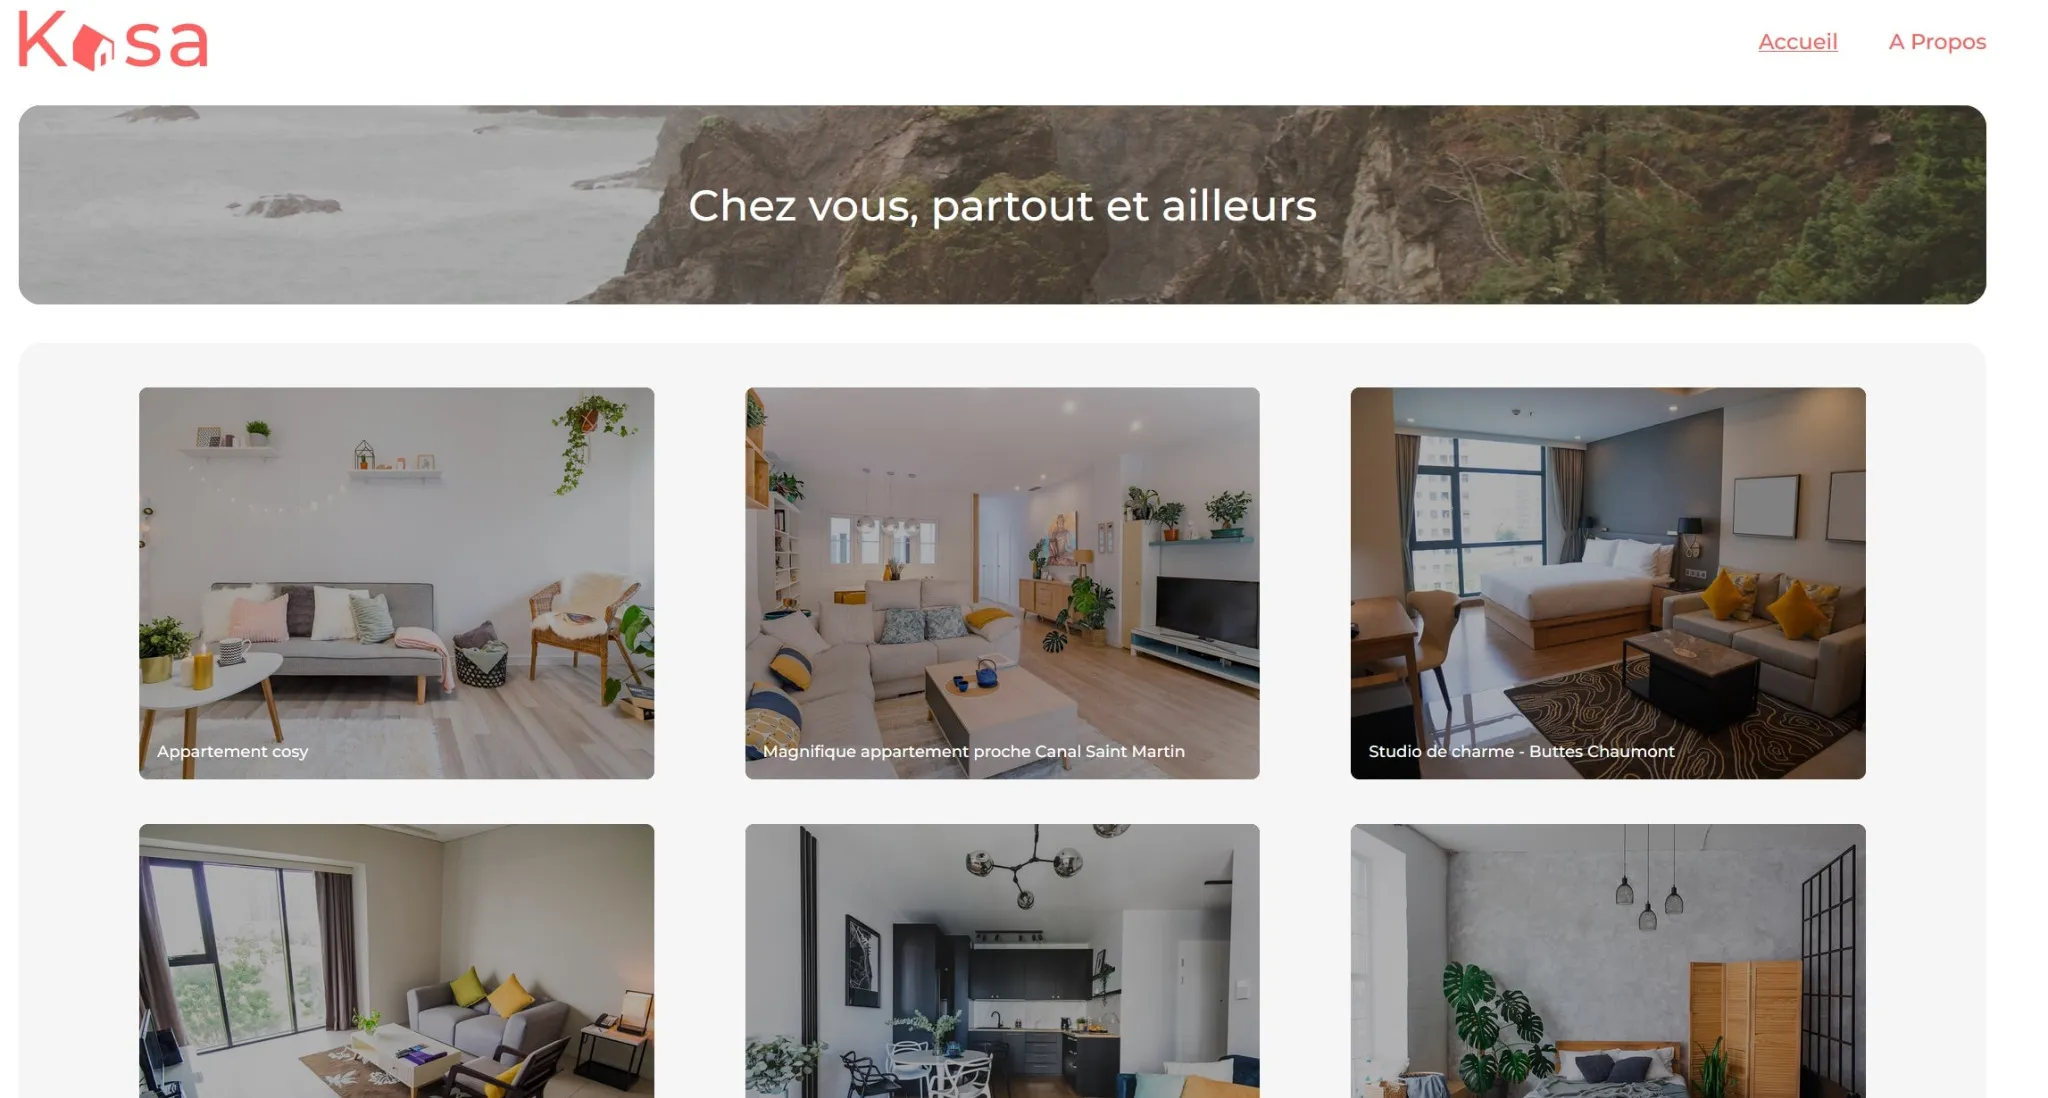 Kasa
Accueil
A Propos
Chez vous, partout et ailleurs
Appartement cosy
Magnifique appartement proche Canal Saint Martin
Studio de charme - Buttes Chaumont